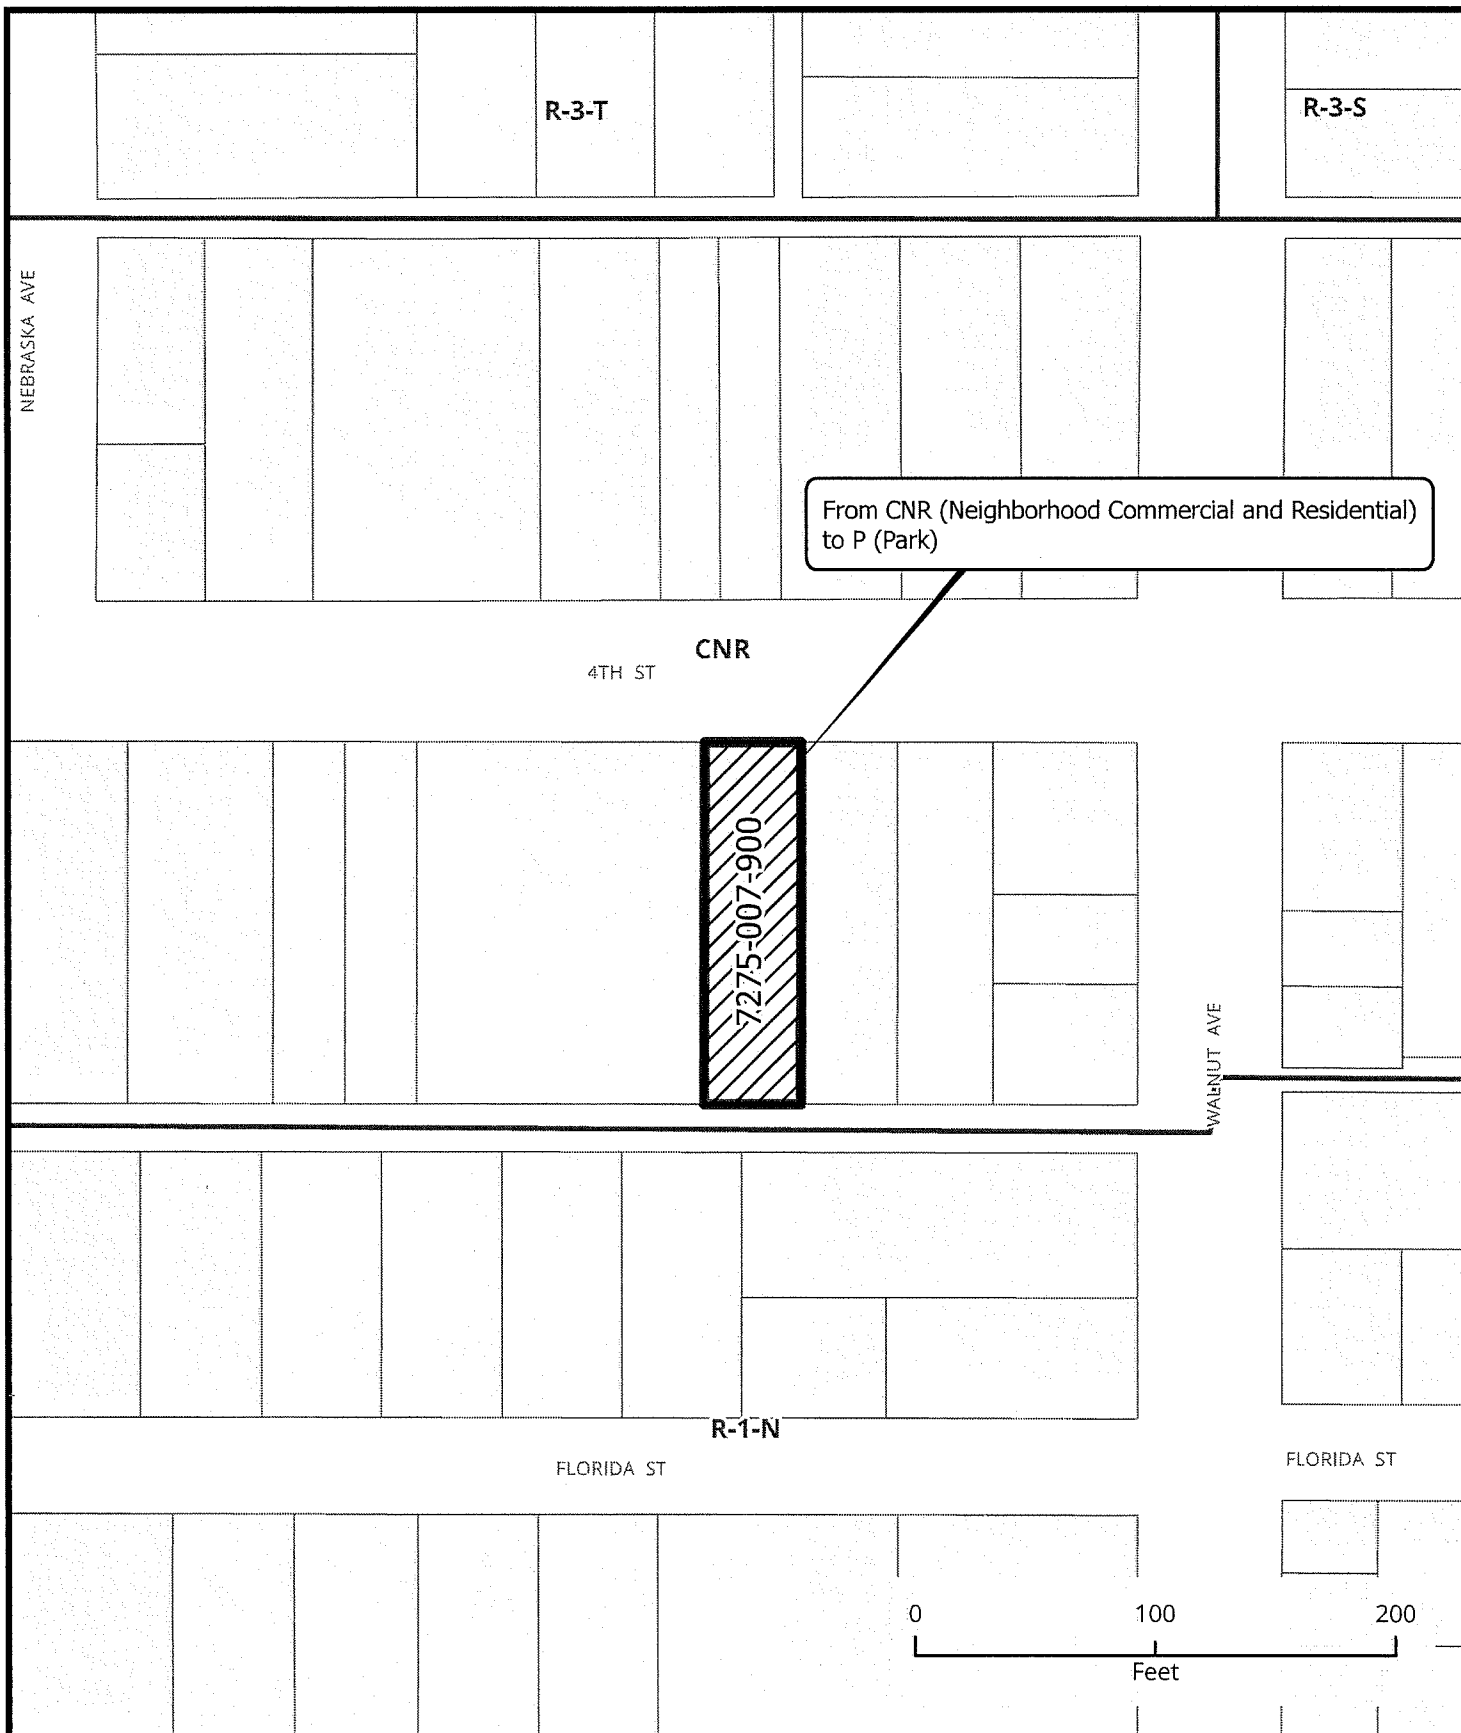 R-3-T
R-3-S
NEBRASKA AVE
From CNR (Neighborhood Commercial and Residential)
to P (Park)
CNR
4TH ST
7275-007-900
WALNUT AVE
R-1-N
FLORIDA ST
FLORIDA ST
0 100 200
Feet